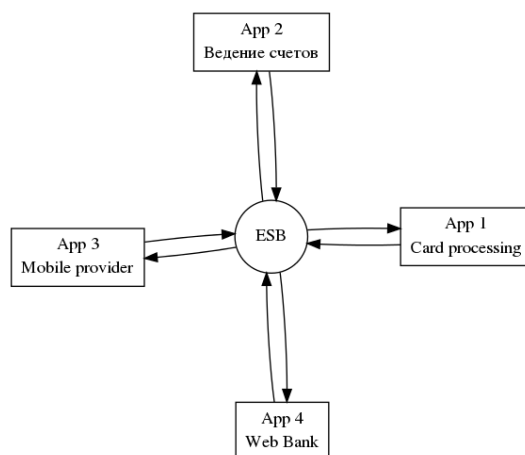 App 2
Ведение счетов
App 1
Card processing
ESB
App 3
Mobile provider
App 4
Web Bank